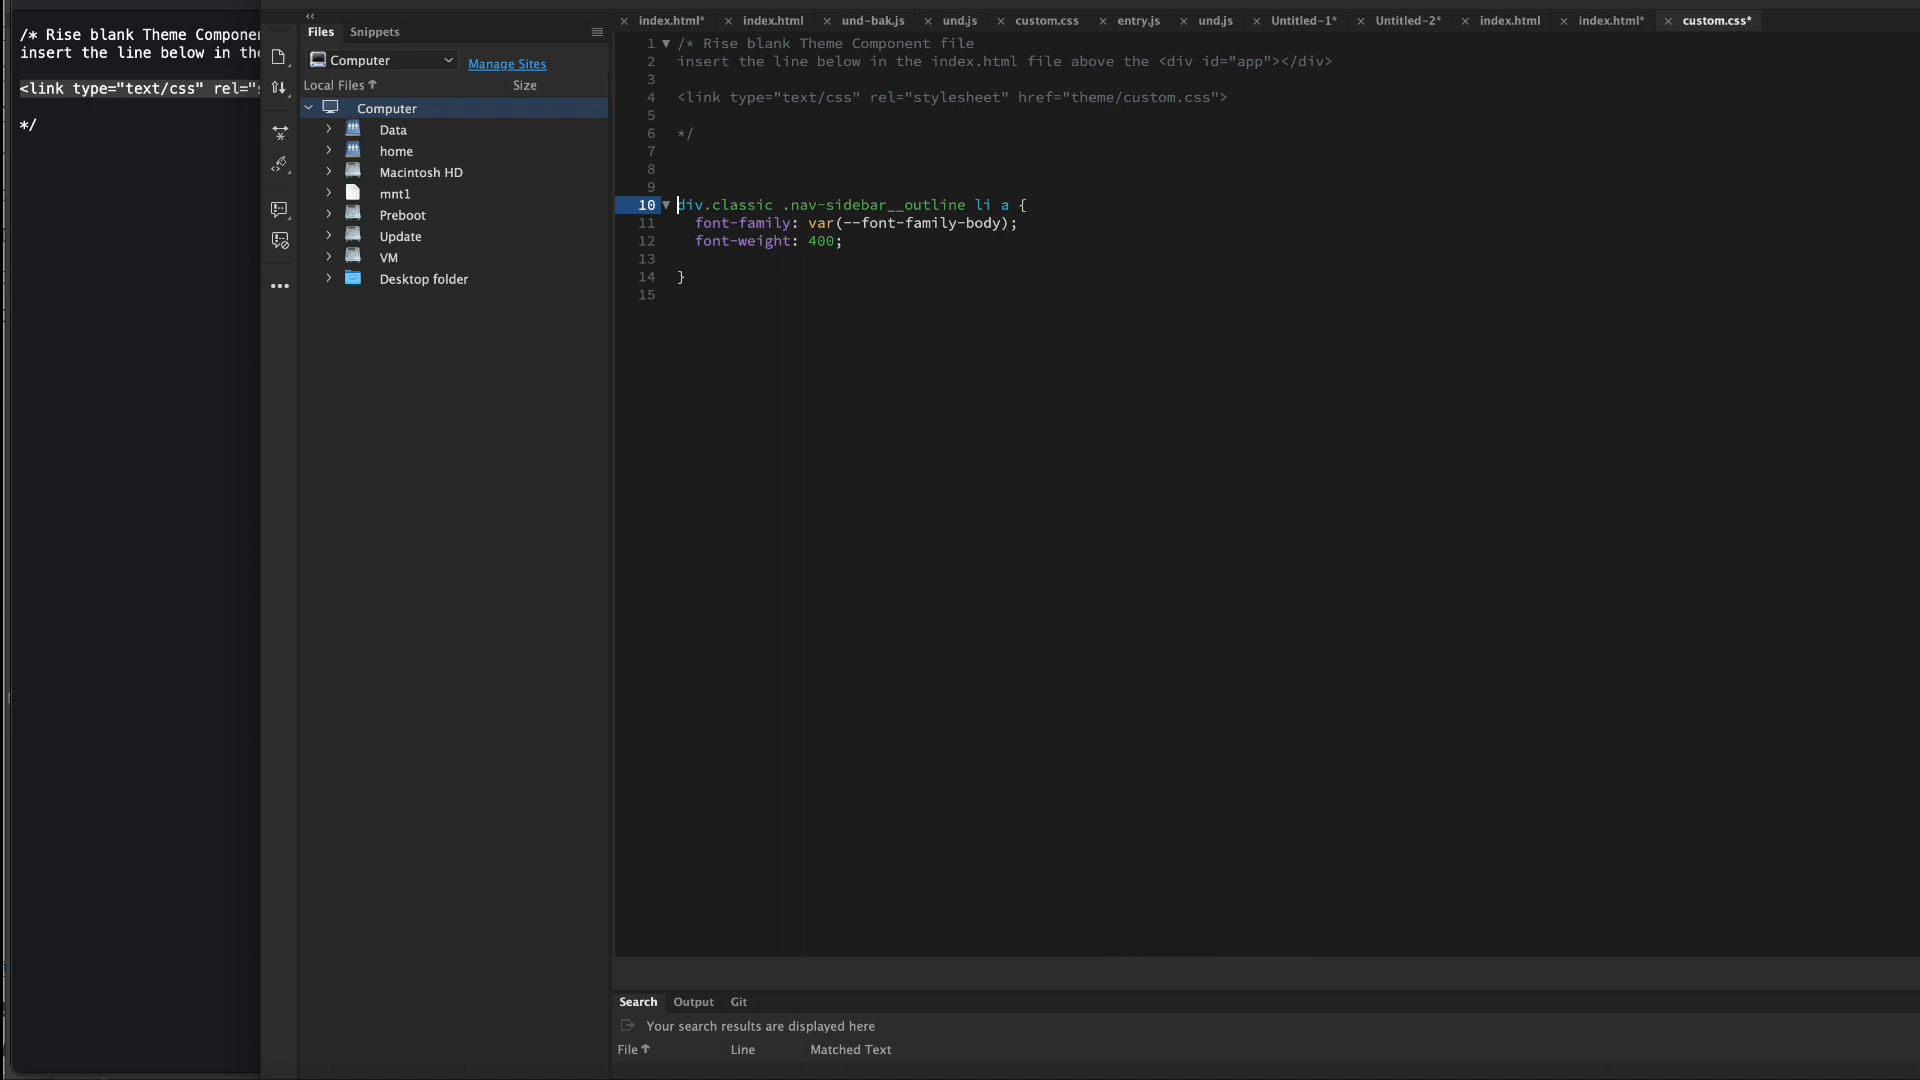 /* Rise blank Theme Componen
insert the line below in the
<link type="text/css" rel="s
*/
Files Snippets
Computer Manage Sites
Local Files Size
Computer
Data
home
Macintosh HD
mnt1
Preboot
Update
VM
Desktop folder
index.html* index.html und-bak.js und.js custom.css entry.js und.js Untitled-1* Untitled-2* index.html index.html* custom.css*
1 /* Rise blank Theme Component file
2 insert the line below in the index.html file above the <div id="app"></div>
3
4 <link type="text/css" rel="stylesheet" href="theme/custom.css">
5
6 */
7
8
9
10 div.classic .nav-sidebar__outline li a {
11 font-family: var(--font-family-body);
12 font-weight: 400;
13
14 }
15
Search Output Git
Your search results are displayed here
File Line Matched Text